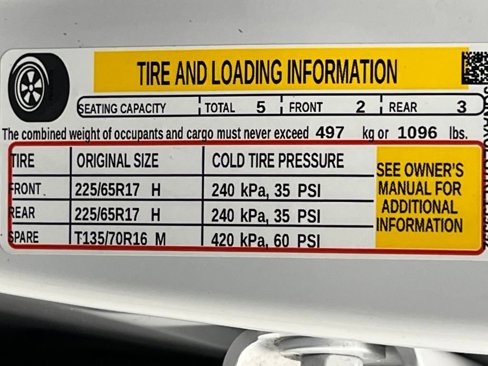 TIRE AND LOADING INFORMATION
SEATING CAPACITY TOTAL 5 FRONT 2 REAR 3
The combined weight of occupants and cargo must never exceed 497 kg or 1096 lbs.
TIRE ORIGINAL SIZE COLD TIRE PRESSURE
FRONT 225/65R17 H 240 kPa, 35 PSI
REAR 225/65R17 H 240 kPa, 35 PSI
SPARE T135/70R16 M 420 kPa, 60 PSI
SEE OWNER'S
MANUAL FOR
ADDITIONAL
INFORMATION